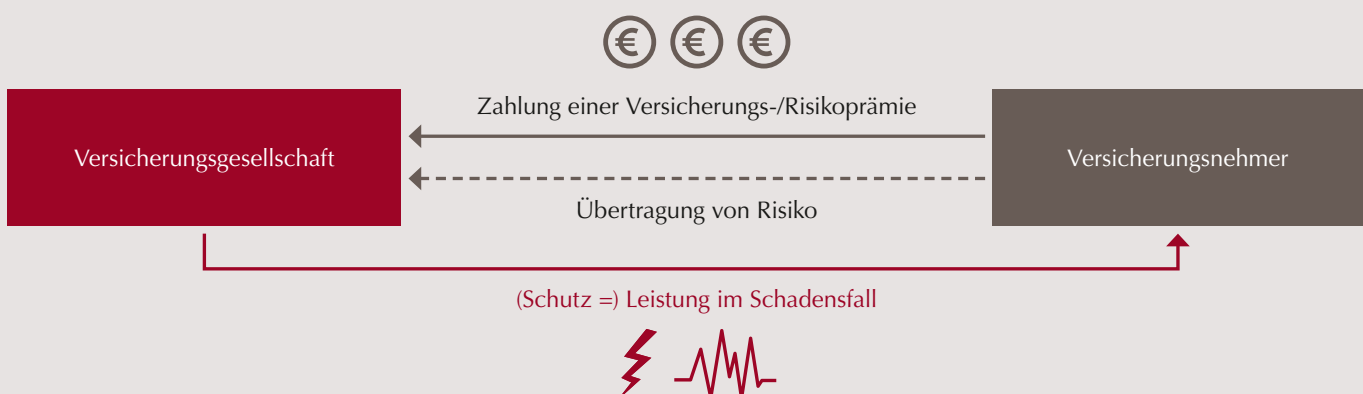 € € €
Zahlung einer Versicherungs-/Risikoprämie
Versicherungsgesellschaft
Versicherungsnehmer
Übertragung von Risiko
(Schutz =) Leistung im Schadensfall